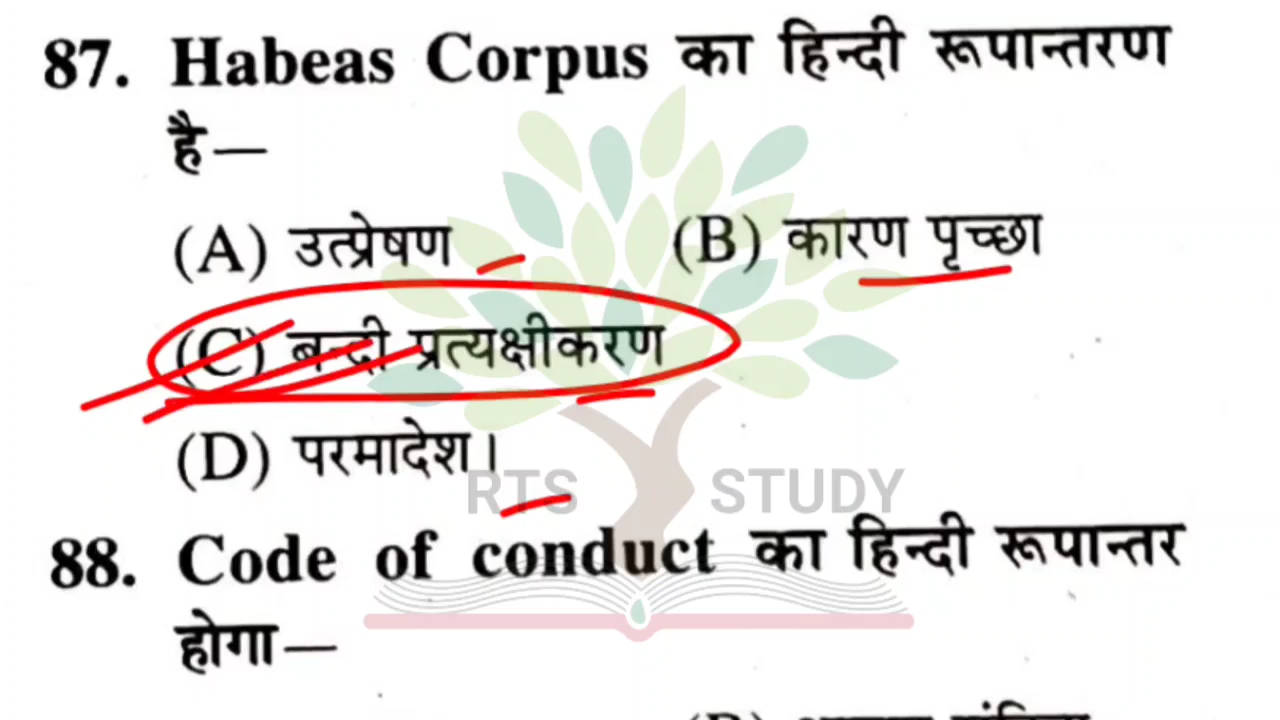 87. Habeas Corpus का हिन्दी रूपान्तरण
है—
(A) उत्प्रेषण (B) कारण पृच्छा
(C) बन्दी प्रत्यक्षीकरण
(D) परमादेश।
RTS STUDY
88. Code of conduct का हिन्दी रूपान्तर
होगा—